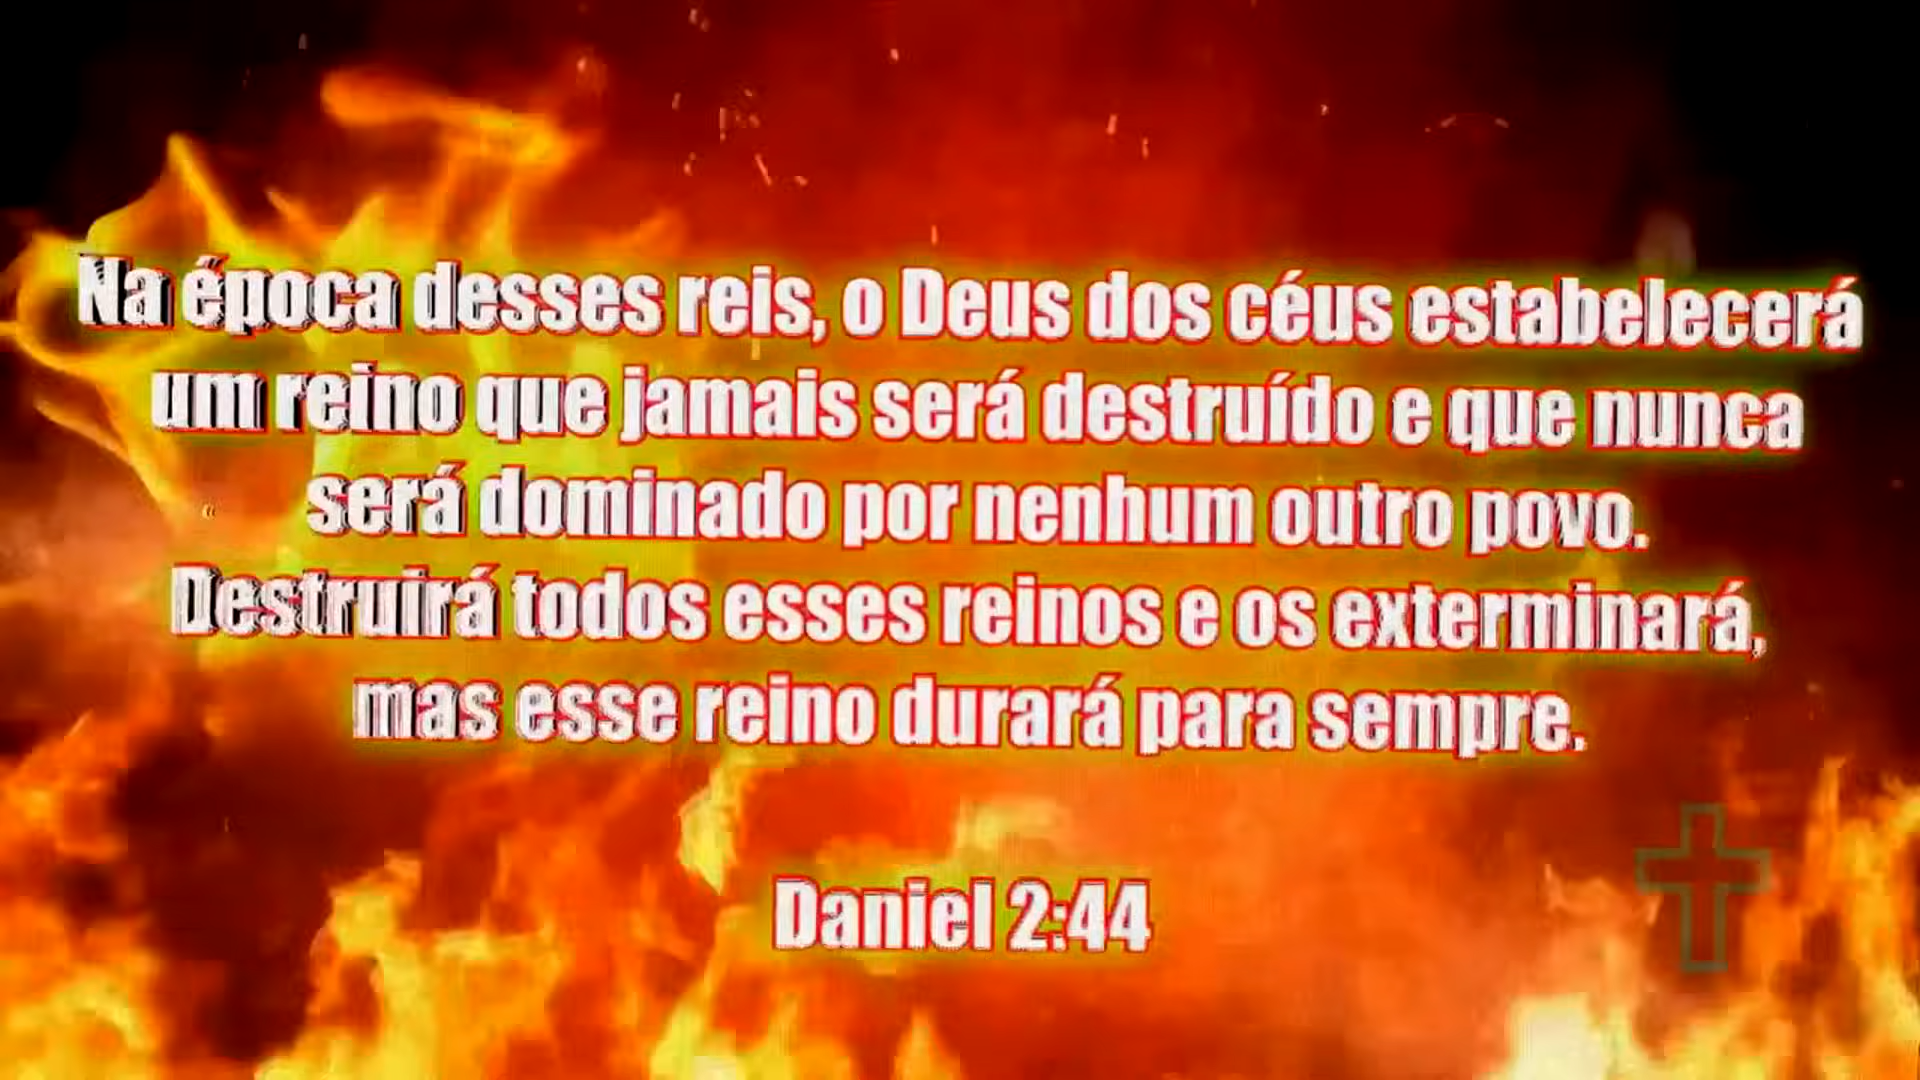 Na época desses reis, o Deus dos céus estabelecerá
um reino que jamais será destruído e que nunca
será dominado por nenhum outro povo.
Destruirá todos esses reinos e os exterminará,
mas esse reino durará para sempre.
Daniel 2:44